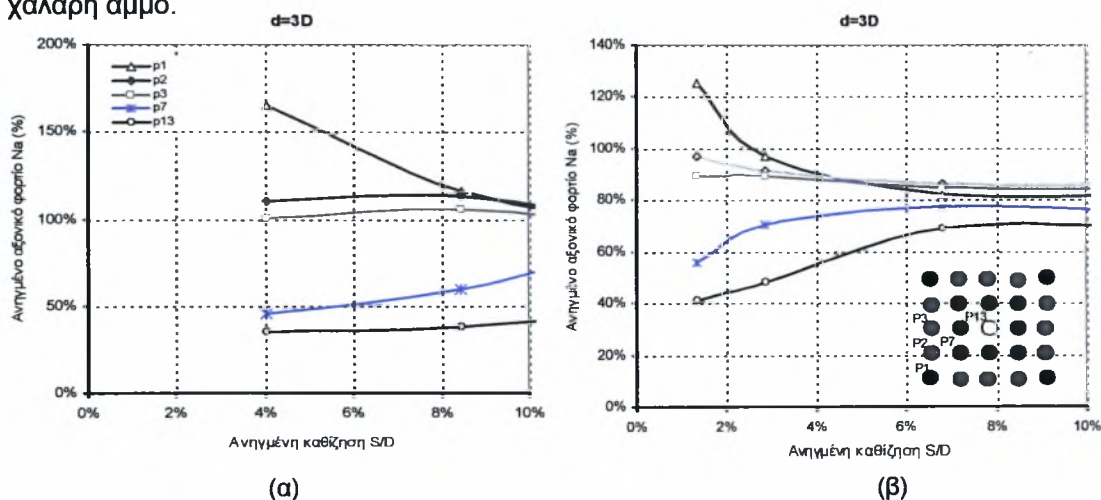 χαλαρή άμμο.
d=3D
200%
150%
100%
50%
0%
0%
2%
4%
6%
8%
10%
p1
p2
p3
p7
p13
Ανηγμένο αξονικό φορτίο Na (%)
Ανηγμένη καθίζηση S/D
(α)
d=3D
140%
120%
100%
80%
60%
40%
20%
0%
0%
2%
4%
6%
8%
10%
Ανηγμένο αξονικό φορτίο Na (%)
P3
P13
P2
P7
P1
Ανηγμένη καθίζηση S/D
(β)